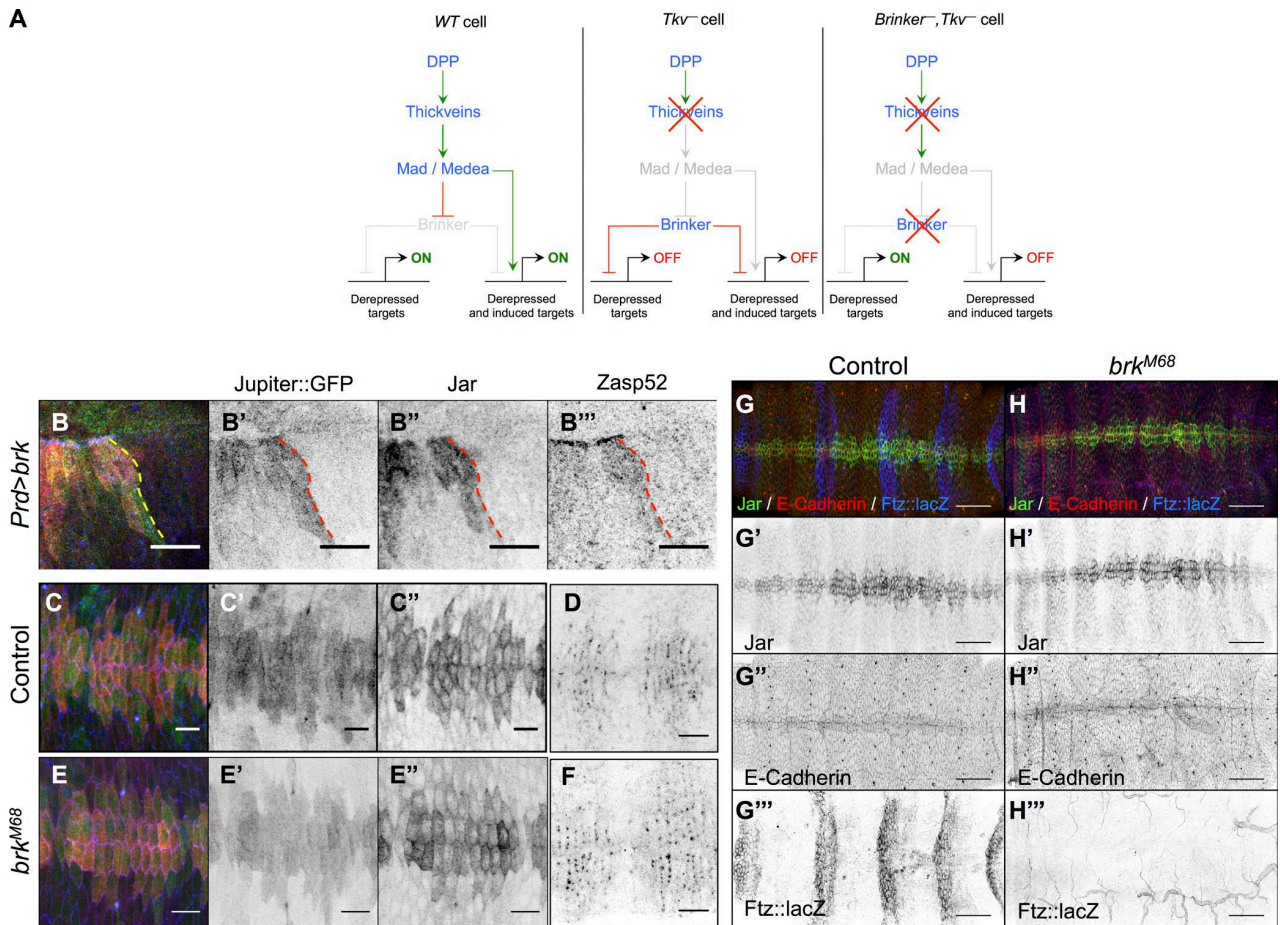 A
WT cell
Tkv— cell
Brinker—,Tkv— cell
DPP
DPP
DPP
Thickveins
Thickveins
Thickveins
Mad / Medea
Mad / Medea
Mad / Medea
Brinker
Brinker
Brinker
ON
ON
OFF
OFF
ON
OFF
Derepressed
targets
Derepressed
and induced targets
Derepressed
targets
Derepressed
and induced targets
Derepressed
targets
Derepressed
and induced targets
Jupiter::GFP
Jar
Zasp52
Prd>brk
B
B’
B’’
B’’’
Control
C
C’
C’’
D
brkM68
E
E’
E’’
F
Control
brkM68
G
Jar / E-Cadherin / Ftz::lacZ
H
Jar / E-Cadherin / Ftz::lacZ
G’
Jar
H’
Jar
G’’
E-Cadherin
H’’
E-Cadherin
G’’’
Ftz::lacZ
H’’’
Ftz::lacZ